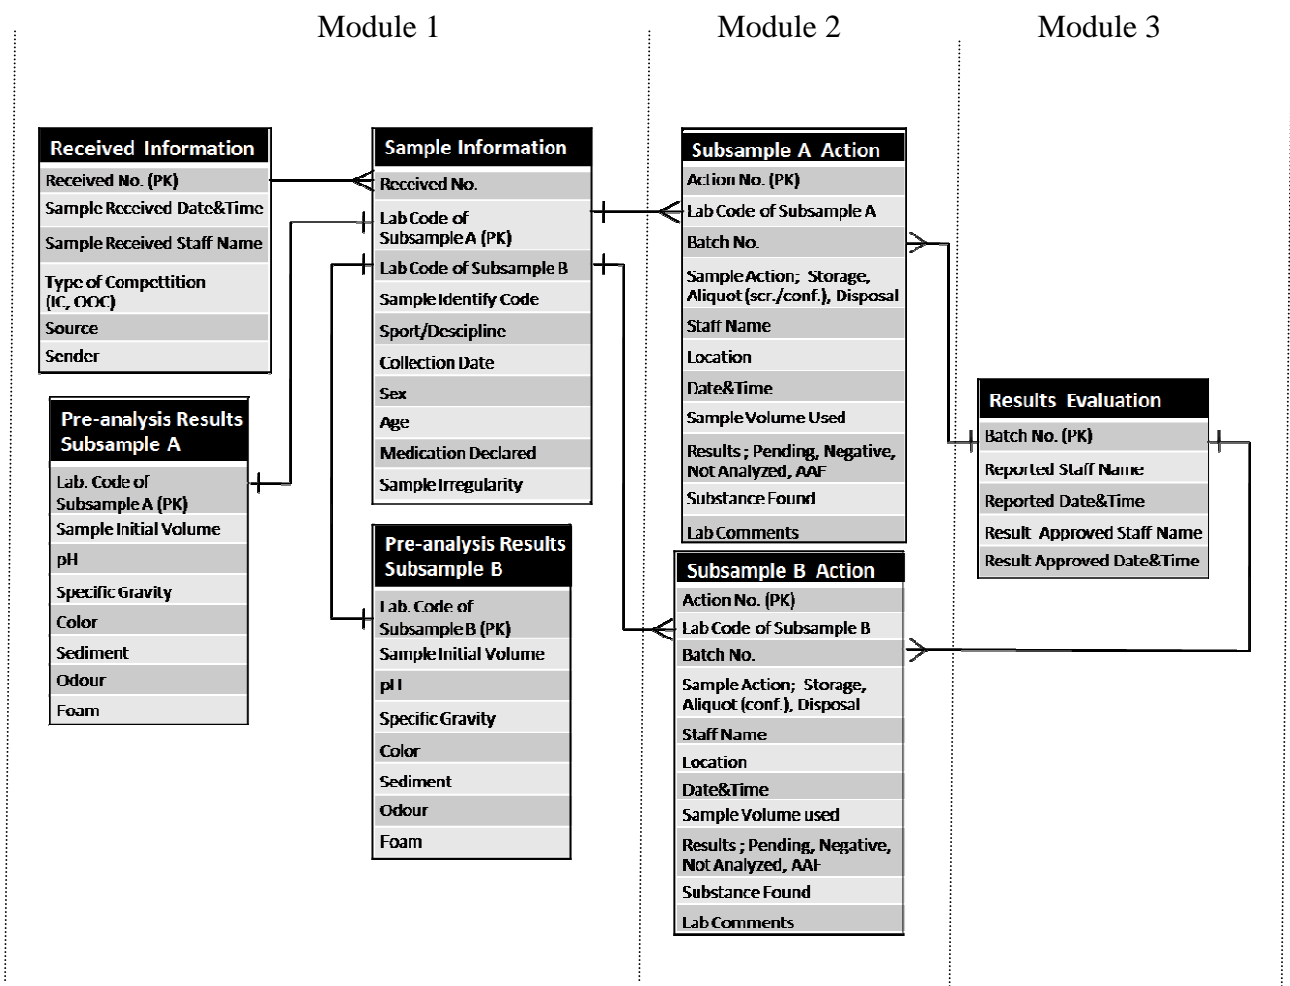 Module 1
Module 2
Module 3
Received Information
Received No. (PK)
Sample Received Date&Time
Sample Received Staff Name
Type of Compettition
(IC, OOC)
Source
Sender
Pre-analysis Results
Subsample A
Lab. Code of
Subsample A (PK)
Sample Initial Volume
pH
Specific Gravity
Color
Sediment
Odour
Foam
Sample Information
Received No.
Lab Code of
Subsample A (PK)
Lab Code of Subsample B
Sample Identify Code
Sport/Descipline
Collection Date
Sex
Age
Medication Declared
Sample Irregularity
Pre-analysis Results
Subsample B
Lab. Code of
Subsample B (PK)
Sample Initial Volume
pH
Specific Gravity
Color
Sediment
Odour
Foam
Subsample A Action
Action No. (PK)
Lab Code of Subsample A
Batch No.
Sample Action; Storage,
Aliquot (scr./conf.), Disposal
Staff Name
Location
Date&Time
Sample Volume Used
Results ; Pending, Negative,
Not Analyzed, AAF
Substance Found
Lab Comments
Subsample B Action
Action No. (PK)
Lab Code of Subsample B
Batch No.
Sample Action; Storage,
Aliquot (conf.), Disposal
Staff Name
Location
Date&Time
Sample Volume used
Results ; Pending, Negative,
Not Analyzed, AAF
Substance Found
Lab Comments
Results Evaluation
Batch No. (PK)
Reported Staff Name
Reported Date&Time
Result Approved Staff Name
Result Approved Date&Time